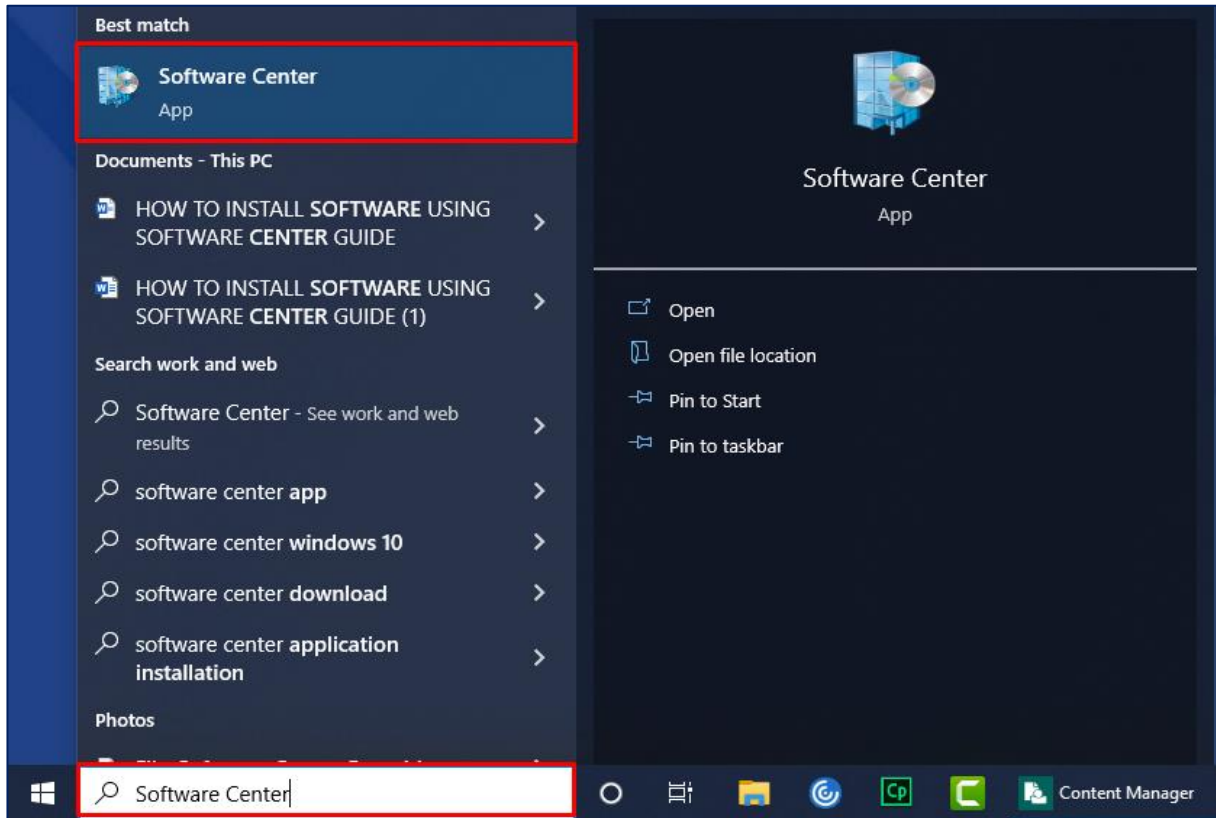 Best match
Software Center
App
Documents - This PC
HOW TO INSTALL SOFTWARE USING
SOFTWARE CENTER GUIDE
HOW TO INSTALL SOFTWARE USING
SOFTWARE CENTER GUIDE (1)
Search work and web
Software Center - See work and web
results
software center app
software center windows 10
software center download
software center application
installation
Photos
Software Center
Software Center
App
Open
Open file location
Pin to Start
Pin to taskbar
Cp
Content Manager